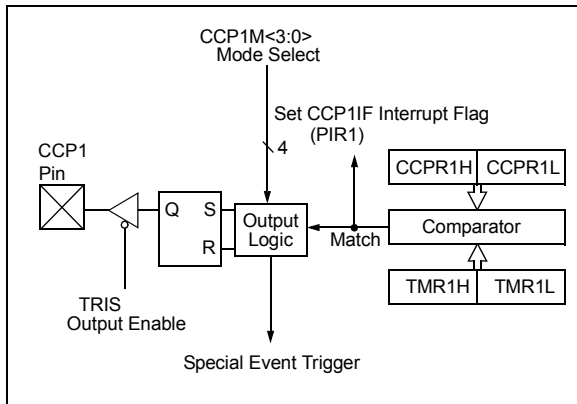 CCP1M<3:0>
Mode Select
Set CCP1IF Interrupt Flag
(PIR1)
4
CCP1
Pin
CCPR1H CCPR1L
Q S
R
Output
Logic
Match
Comparator
TMR1H TMR1L
TRIS
Output Enable
Special Event Trigger